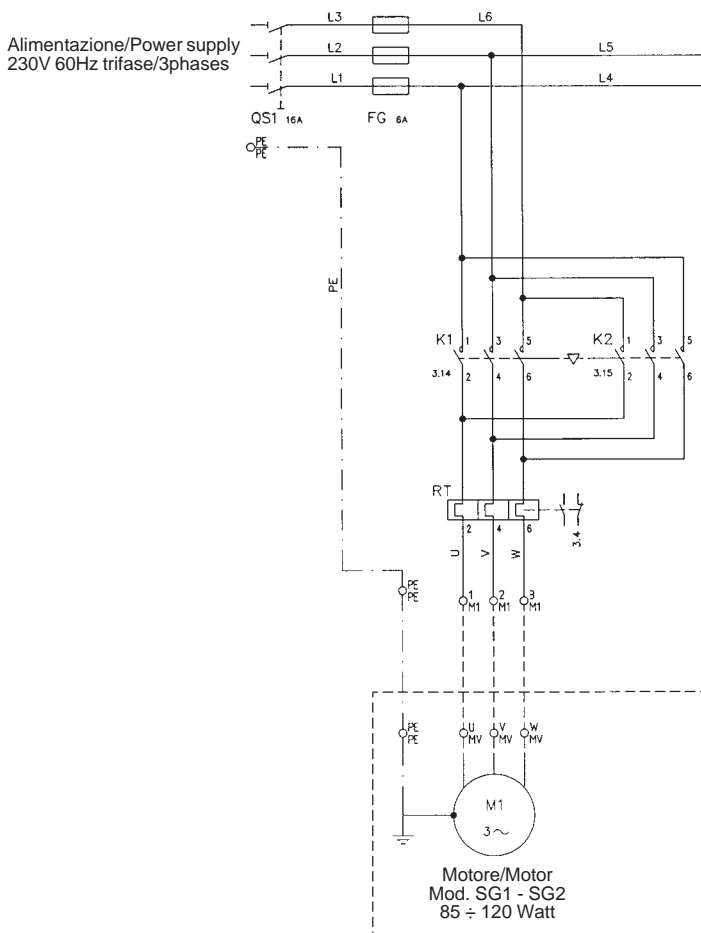 L3 L6
Alimentazione/Power supply
230V 60Hz trifase/3phases
L2 L5
L1 L4
QS1 16A FG 6A
PE
PE
PE
K1 1 3 5 K2 1 3 5
3.14 2 4 6 3.15 2 4 6
RT
2 4 6
3.4
U V W
PE
PE
1 2 3
M1 M1 M1
PE
PE
U V W
MV MV MV
M1
3~
Motore/Motor
Mod. SG1 - SG2
85 ÷ 120 Watt